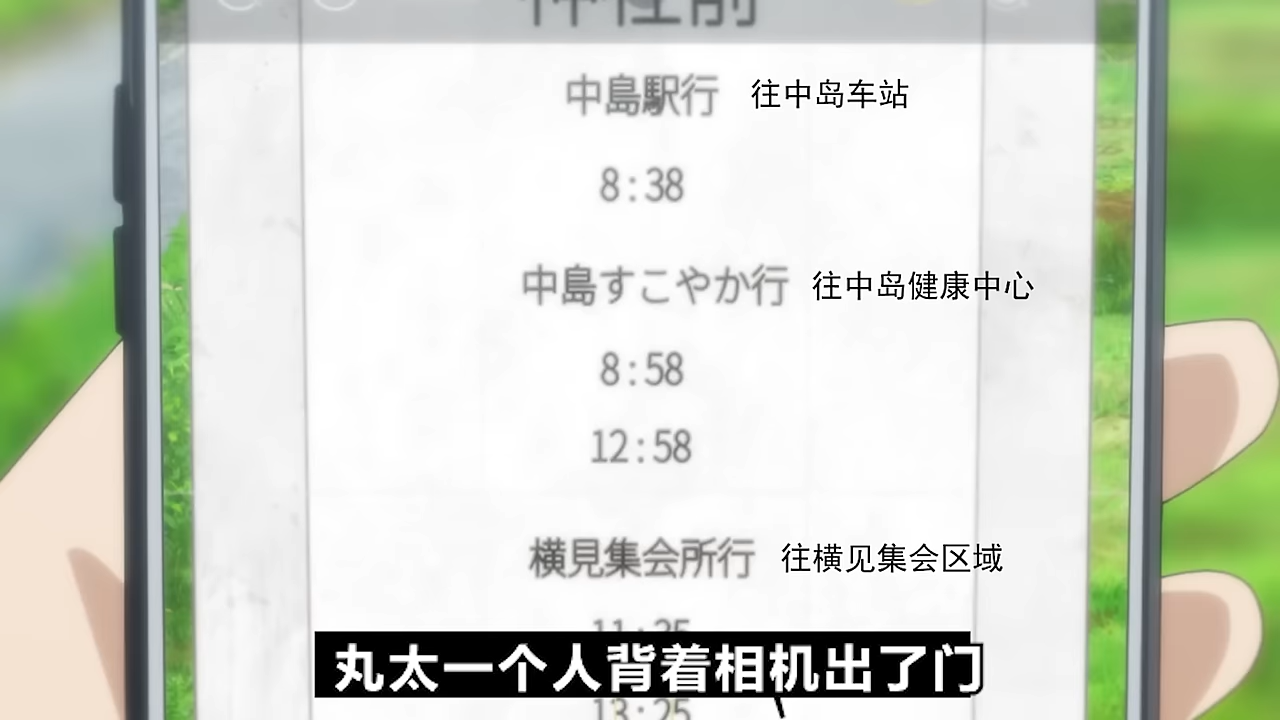 中島駅行 往中岛车站
8:38
中島すこやか行 往中岛健康中心
8:58
12:58
横見集会所行 往横见集会区域
丸太一个人背着相机出了门
13:25